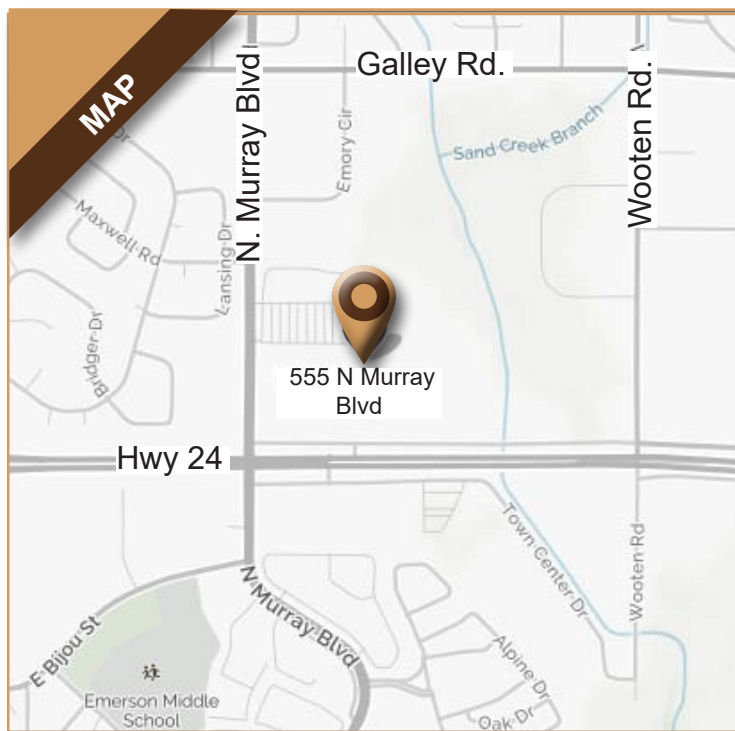 MAP
N. Murray Blvd
Galley Rd.
Wooten Rd.
Emory Cir
Sand Creek Branch
Dr
Maxwell Rd
Lansing Dr
Bridger Dr
555 N Murray
Blvd
Hwy 24
Town Center Dr
Wooten Rd
N Murray Blvd
E Bijou St
Alpine Dr
Emerson Middle
School
Oak Dr